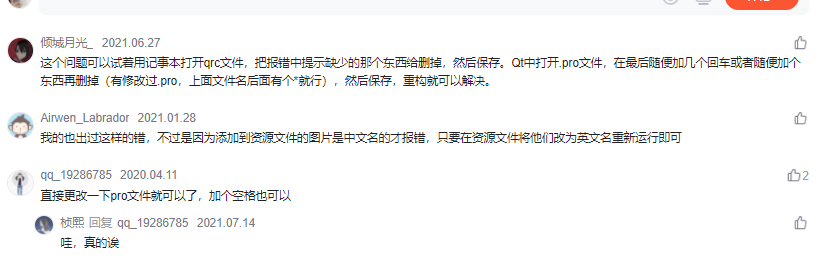 倾城月光_ 2021.06.27
这个问题可以试着用记事本打开qrc文件，把报错中提示缺少的那个东西给删掉，然后保存。Qt中打开.pro文件，在最后随便加几个回车或者随便加个
东西再删掉（有修改过.pro，上面文件名后面有个*就行），然后保存，重构就可以解决。
Airwen_Labrador 2021.01.28
我的也出过这样的错，不过是因为添加到资源文件的图片是中文名的才报错，只要在资源文件将他们改为英文名重新运行即可
qq_19286785 2020.04.11 2
直接更改一下pro文件就可以了，加个空格也可以
桢熙 回复 qq_19286785 2021.07.14
哇，真的诶